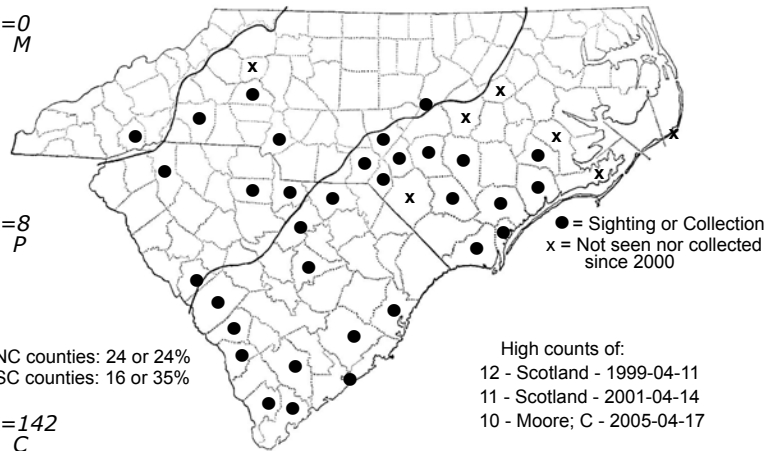 =0
M
=8
P
● = Sighting or Collection
x = Not seen nor collected
since 2000
NC counties: 24 or 24%
SC counties: 16 or 35%
High counts of:
12 - Scotland - 1999-04-11
11 - Scotland - 2001-04-14
10 - Moore; C - 2005-04-17
=142
C